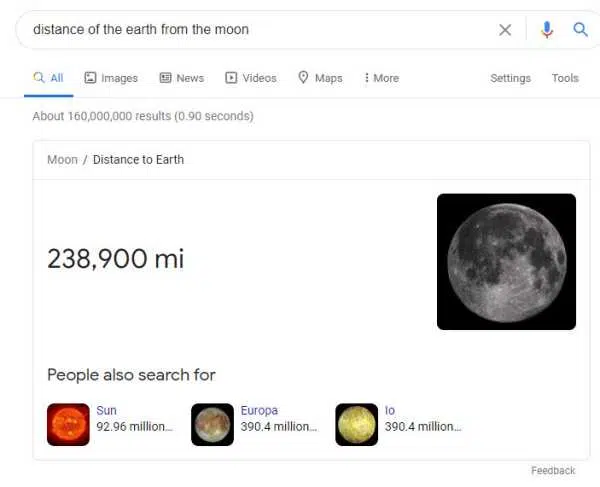 distance of the earth from the moon
All Images News Videos Maps More Settings Tools
About 160,000,000 results (0.90 seconds)
Moon / Distance to Earth
238,900 mi
People also search for
Sun Europa Io
92.96 million... 390.4 million... 390.4 million...
Feedback